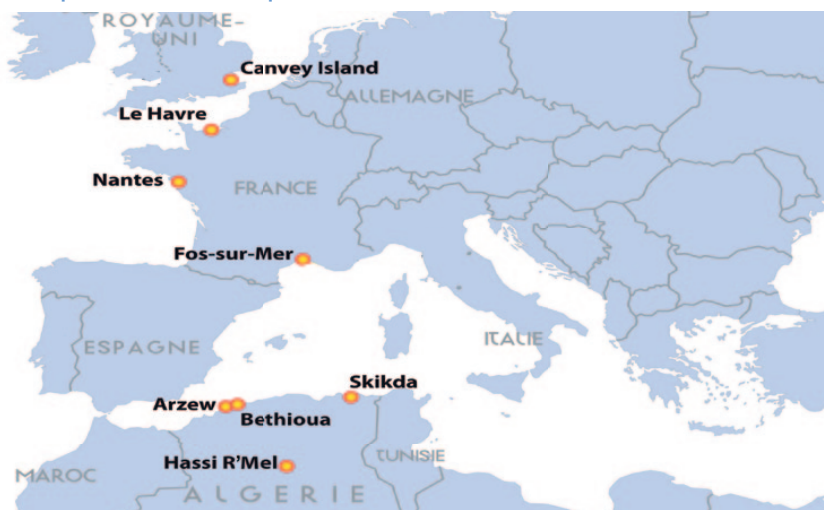 ROYAUME-
UNI
Canvey Island
ALLEMAGNE
Le Havre
Nantes
FRANCE
Fos-sur-Mer
ESPAGNE
ITALIE
Skikda
Arzew
Bethioua
Hassi R'Mel
TUNISIE
MAROC
ALGERIE